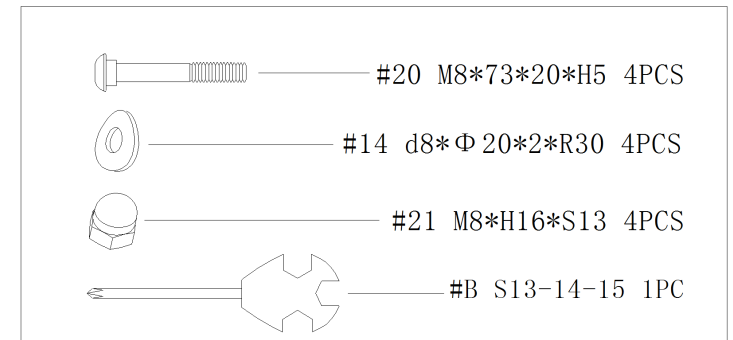 #20 M8*73*20*H5 4PCS
#14 d8*Φ20*2*R30 4PCS
#21 M8*H16*S13 4PCS
#B S13-14-15 1PC